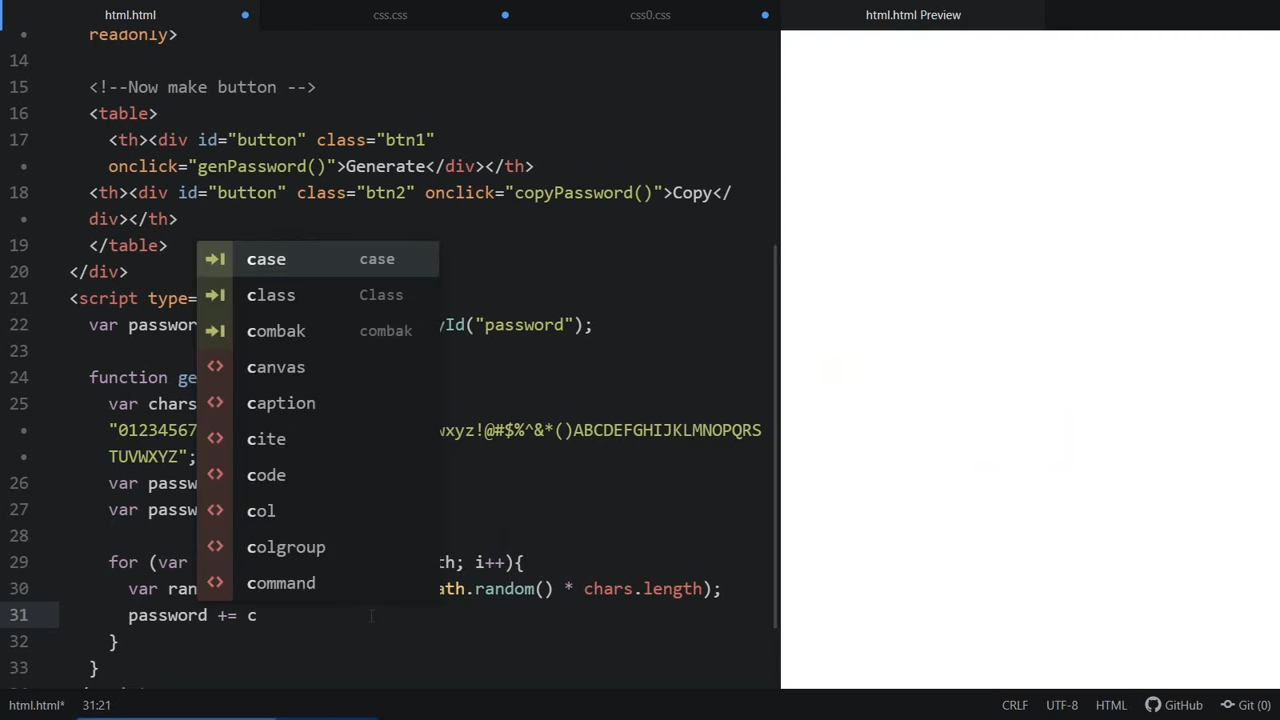 html.html
css.css
css0.css
html.html Preview
readonly>
14
15 <!--Now make button -->
16 <table>
17 <th><div id="button" class="btn1"
onclick="genPassword()">Generate</div></th>
18 <th><div id="button" class="btn2" onclick="copyPassword()">Copy</
div></th>
19 </table>
20 </div>
21 <script type=
22 var passwor yId("password");
23
24 function ge
25 var chars
"01234567 wxyz!@#$%^&*()ABCDEFGHIJKLMNOPQRS
TUVWXYZ";
26 var passw
27 var passw
28
29 for (var th; i++){
30 var ran ath.random() * chars.length);
31 password += c
32 }
33 }
case case
class Class
combak combak
canvas
caption
cite
code
col
colgroup
command
html.html* 31:21
CRLF UTF-8 HTML GitHub Git (0)